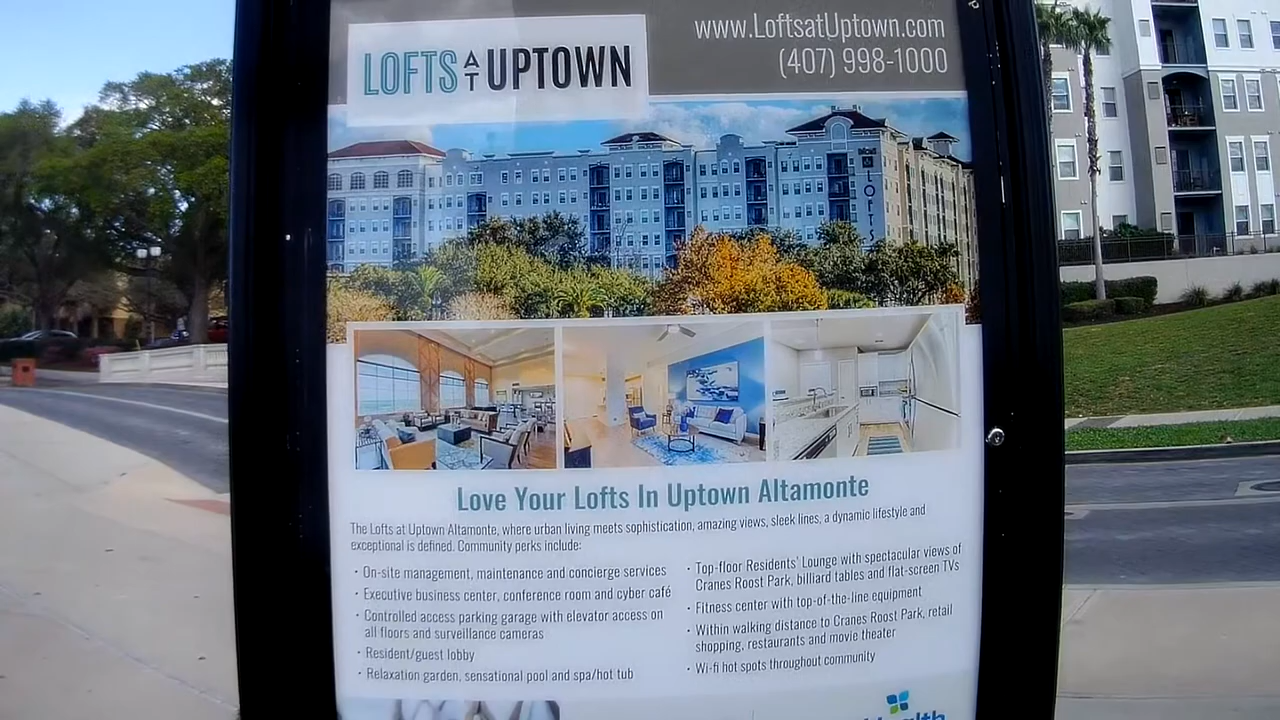 LOFTS AT UPTOWN
www.LoftsatUptown.com
(407) 998-1000
LOFTS
Love Your Lofts In Uptown Altamonte
The Lofts at Uptown Altamonte, where urban living meets sophistication, amazing views, sleek lines, a dynamic lifestyle and
exceptional is defined. Community perks include:
• On-site management, maintenance and concierge services
• Executive business center, conference room and cyber café
• Controlled access parking garage with elevator access on
all floors and surveillance cameras
• Resident/guest lobby
• Relaxation garden, sensational pool and spa/hot tub
• Top-floor Residents' Lounge with spectacular views of
Cranes Roost Park, billiard tables and flat-screen TVs
• Fitness center with top-of-the-line equipment
• Within walking distance to Cranes Roost Park, retail
shopping, restaurants and movie theater
• Wi-fi hot spots throughout community